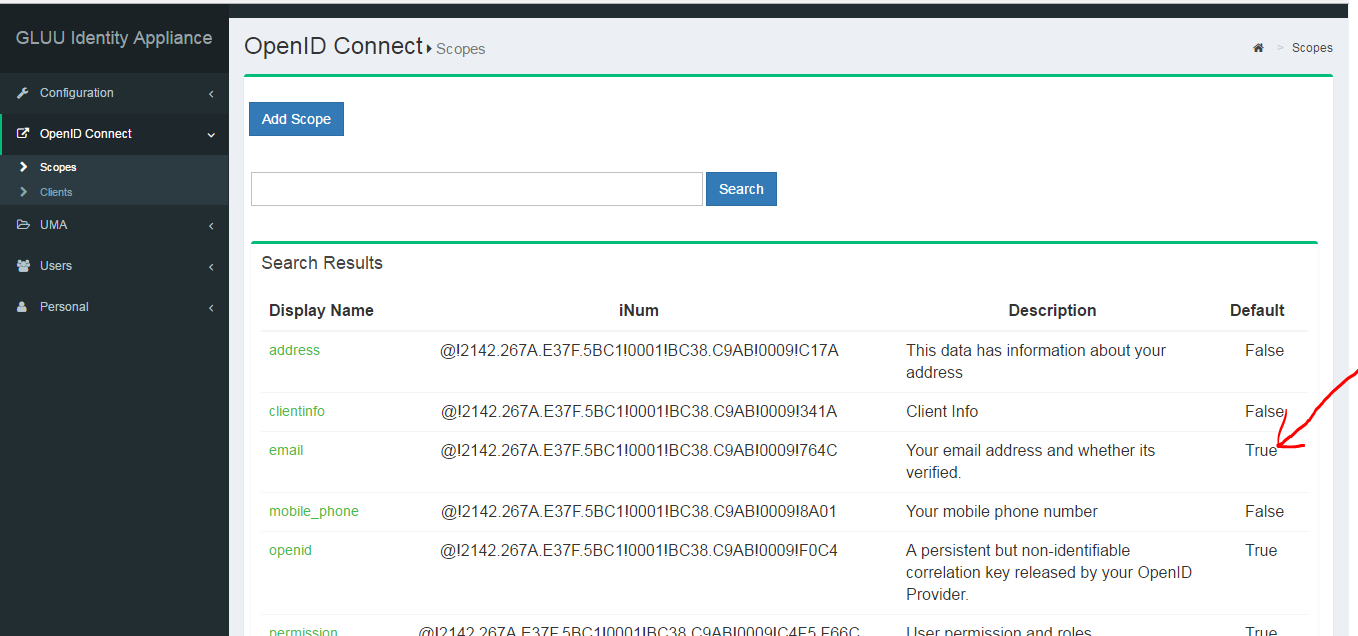 GLUU Identity Appliance
OpenID Connect Scopes
> Scopes
Configuration
Add Scope
OpenID Connect
Scopes
Clients
Search
UMA
Users
Personal
Search Results
Display Name iNum Description Default
address @!2142.267A.E37F.5BC1!0001!BC38.C9AB!0009!C17A This data has information about your False
address
clientinfo @!2142.267A.E37F.5BC1!0001!BC38.C9AB!0009!341A Client Info False
email @!2142.267A.E37F.5BC1!0001!BC38.C9AB!0009!764C Your email address and whether its True
verified.
mobile_phone @!2142.267A.E37F.5BC1!0001!BC38.C9AB!0009!8A01 Your mobile phone number False
openid @!2142.267A.E37F.5BC1!0001!BC38.C9AB!0009!F0C4 A persistent but non-identifiable True
correlation key released by your OpenID
Provider.
permission @!2142.267A.E37F.5BC1!0001!BC38.C9AB!0009!C4F5.F66C User permission and roles True